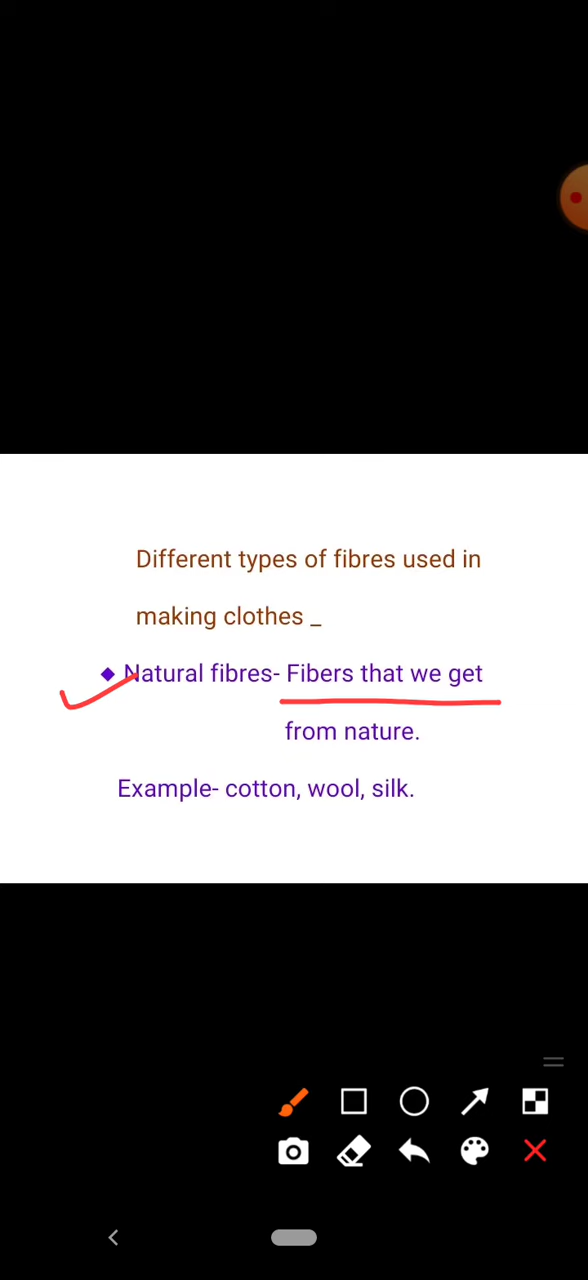 Different types of fibres used in
making clothes _
◆ Natural fibres- Fibers that we get
from nature.
Example- cotton, wool, silk.